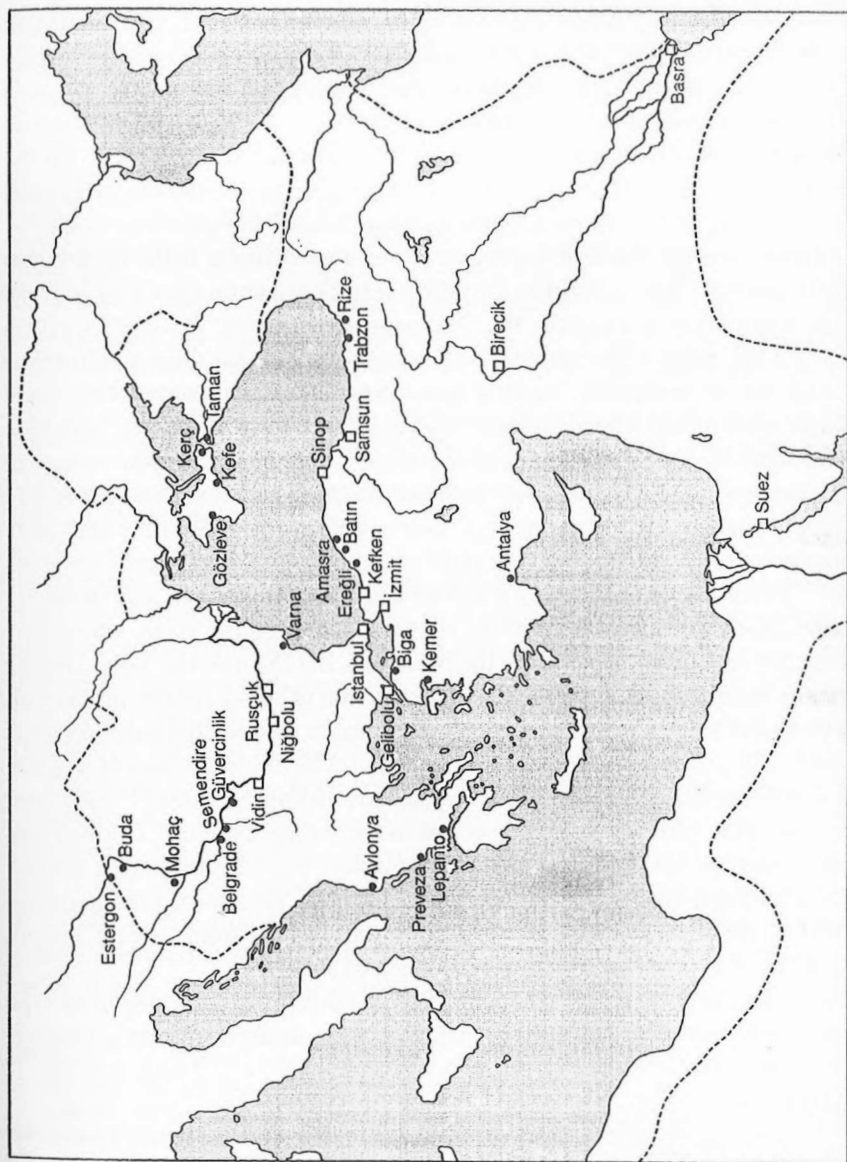 Estergon
Buda
Mohaç
Belgrade
Semendire
Güvercinlik
Vidin
Niğbolu
Rusçuk
Varna
Gözleve
Kefe
Kerç
Taman
Avlonya
Preveza
Lepanto
Gelibolu
Istanbul
Biga
Kemer
İzmit
Kefken
Eregli
Batın
Amasra
Sinop
Samsun
Trabzon
Rize
Antalya
Birecik
Basra
Suez